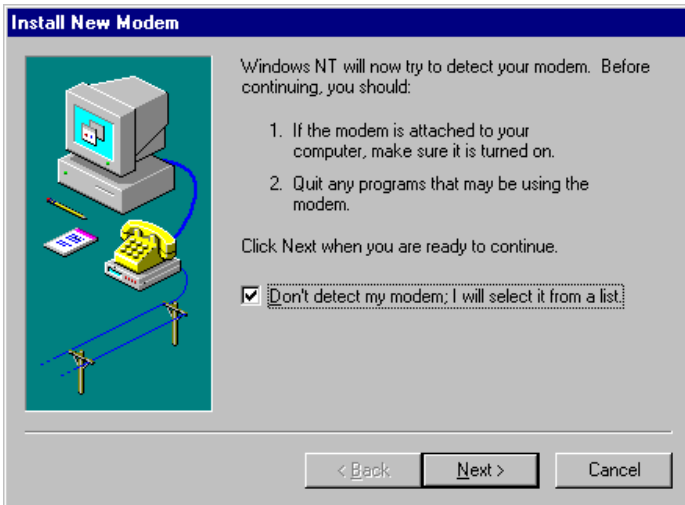 Install New Modem
Windows NT will now try to detect your modem. Before
continuing, you should:
1. If the modem is attached to your
computer, make sure it is turned on.
2. Quit any programs that may be using the
modem.
Click Next when you are ready to continue.
Don't detect my modem; I will select it from a list.
< Back
Next >
Cancel